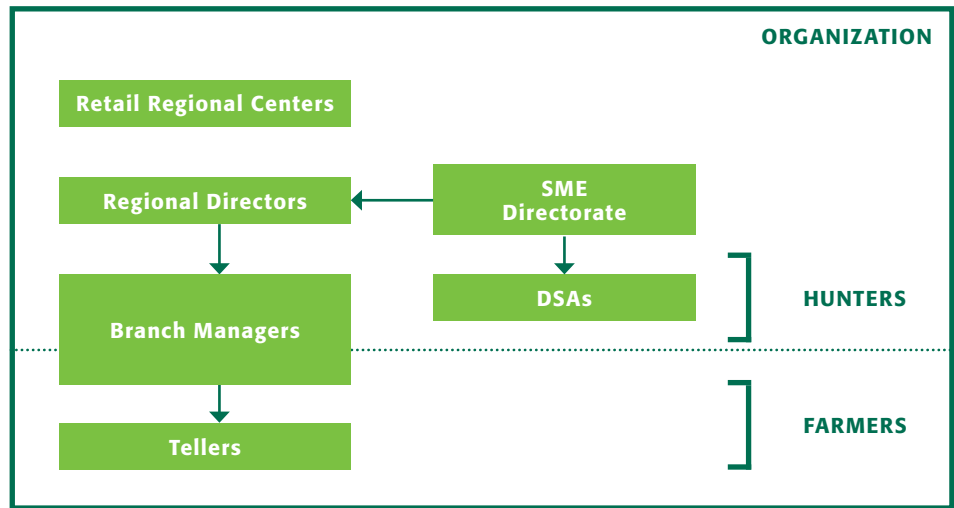 ORGANIZATION
Retail Regional Centers
Regional Directors
SME
Directorate
Branch Managers
DSAs
HUNTERS
Tellers
FARMERS